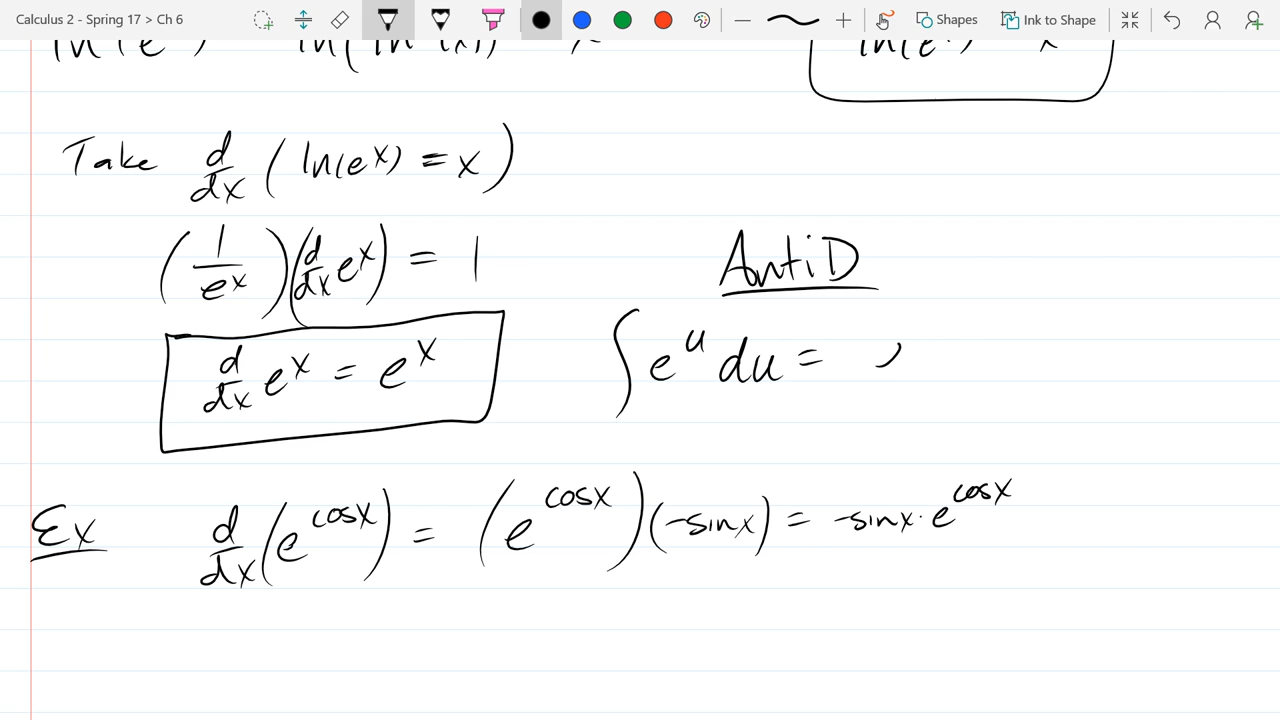 Calculus 2 - Spring 17 > Ch 6
Shapes
Ink to Shape
Take d/dx (ln(e^x) = x)
(1/e^x)(d/dx e^x) = 1
AntiD
d/dx e^x = e^x
∫ e^u du =
Ex d/dx (e^cosx) = (e^cosx)(-sinx) = -sinx · e^cosx